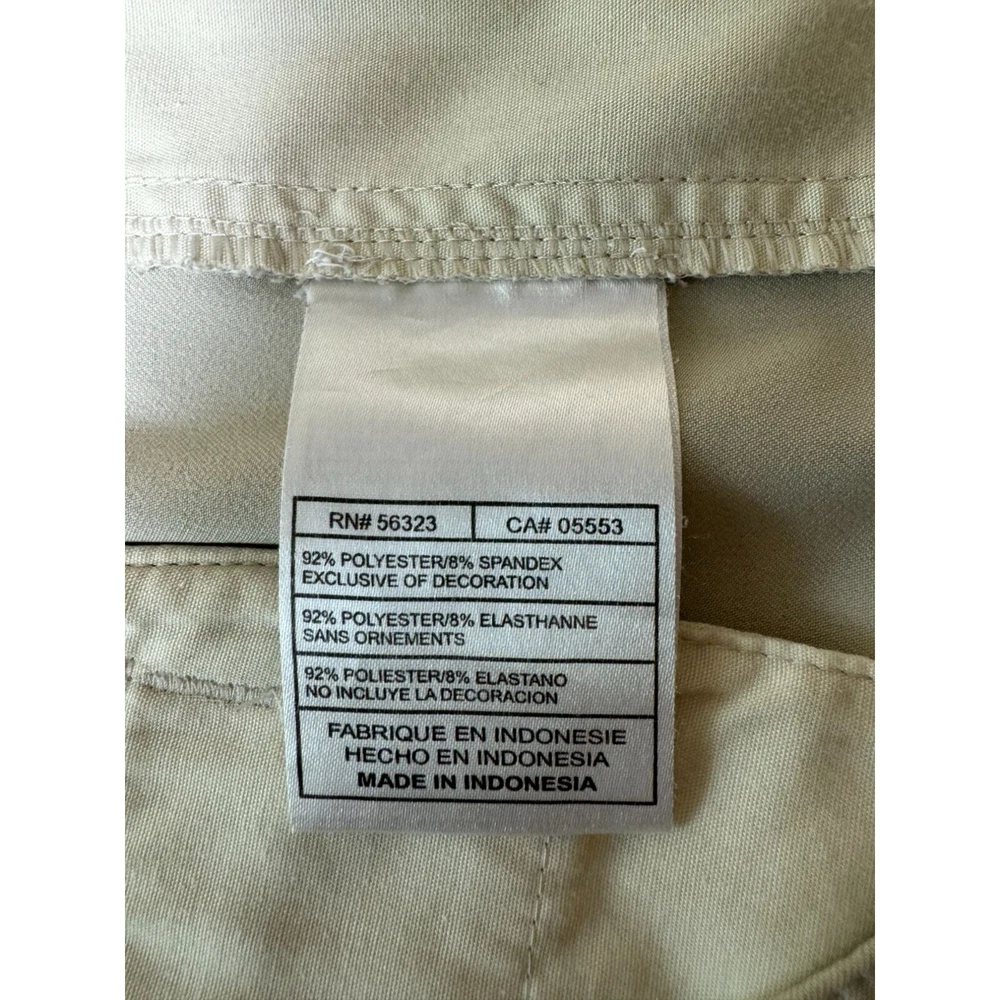 RN# 56323 CA# 05553
92% POLYESTER/8% SPANDEX
EXCLUSIVE OF DECORATION
92% POLYESTER/8% ELASTHANNE
SANS ORNEMENTS
92% POLIESTER/8% ELASTANO
NO INCLUYE LA DECORACION
FABRIQUE EN INDONESIE
HECHO EN INDONESIA
MADE IN INDONESIA